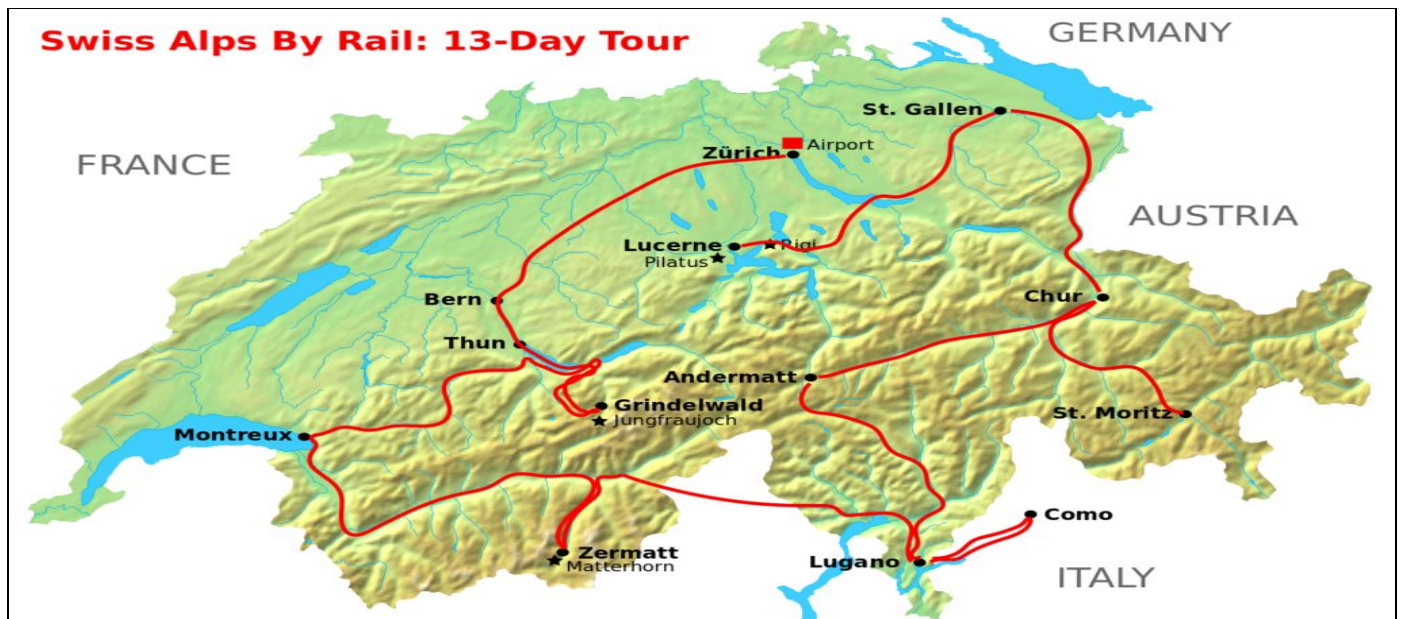 Swiss Alps By Rail: 13-Day Tour
GERMANY
St. Gallen
Airport
Zürich
FRANCE
AUSTRIA
Lucerne
Rigi
Pilatus
Bern
Chur
Thun
Andermatt
Grindelwald
Jungfraujoch
St. Moritz
Montreux
Como
Zermatt
Matterhorn
Lugano
ITALY